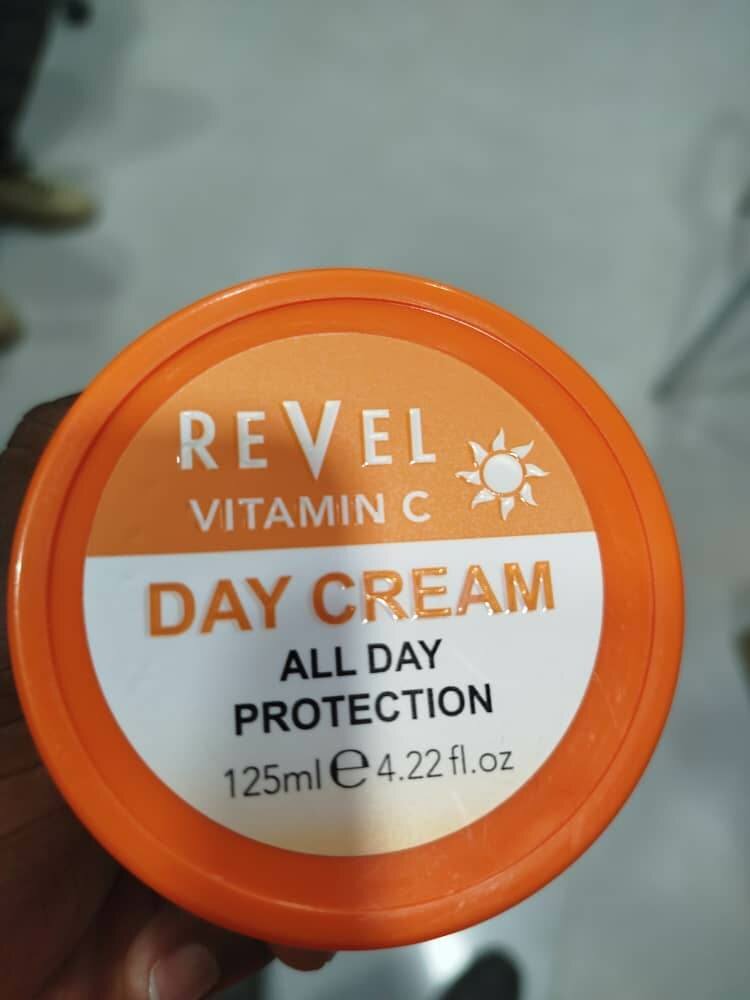 REVEL
VITAMIN C
DAY CREAM
ALL DAY
PROTECTION
125ml ℮ 4.22 fl.oz